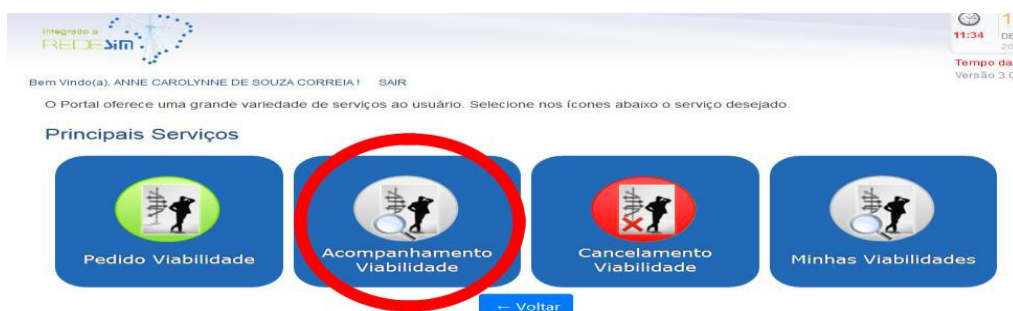 Integrado a
REDESim
11:34
Bem Vindo(a), ANNE CAROLYNNE DE SOUZA CORREIA ! SAIR
Tempo da
Versão 3.0
O Portal oferece uma grande variedade de serviços ao usuário. Selecione nos ícones abaixo o serviço desejado.
Principais Serviços
Pedido Viabilidade
Acompanhamento
Viabilidade
Cancelamento
Viabilidade
Minhas Viabilidades
← Voltar